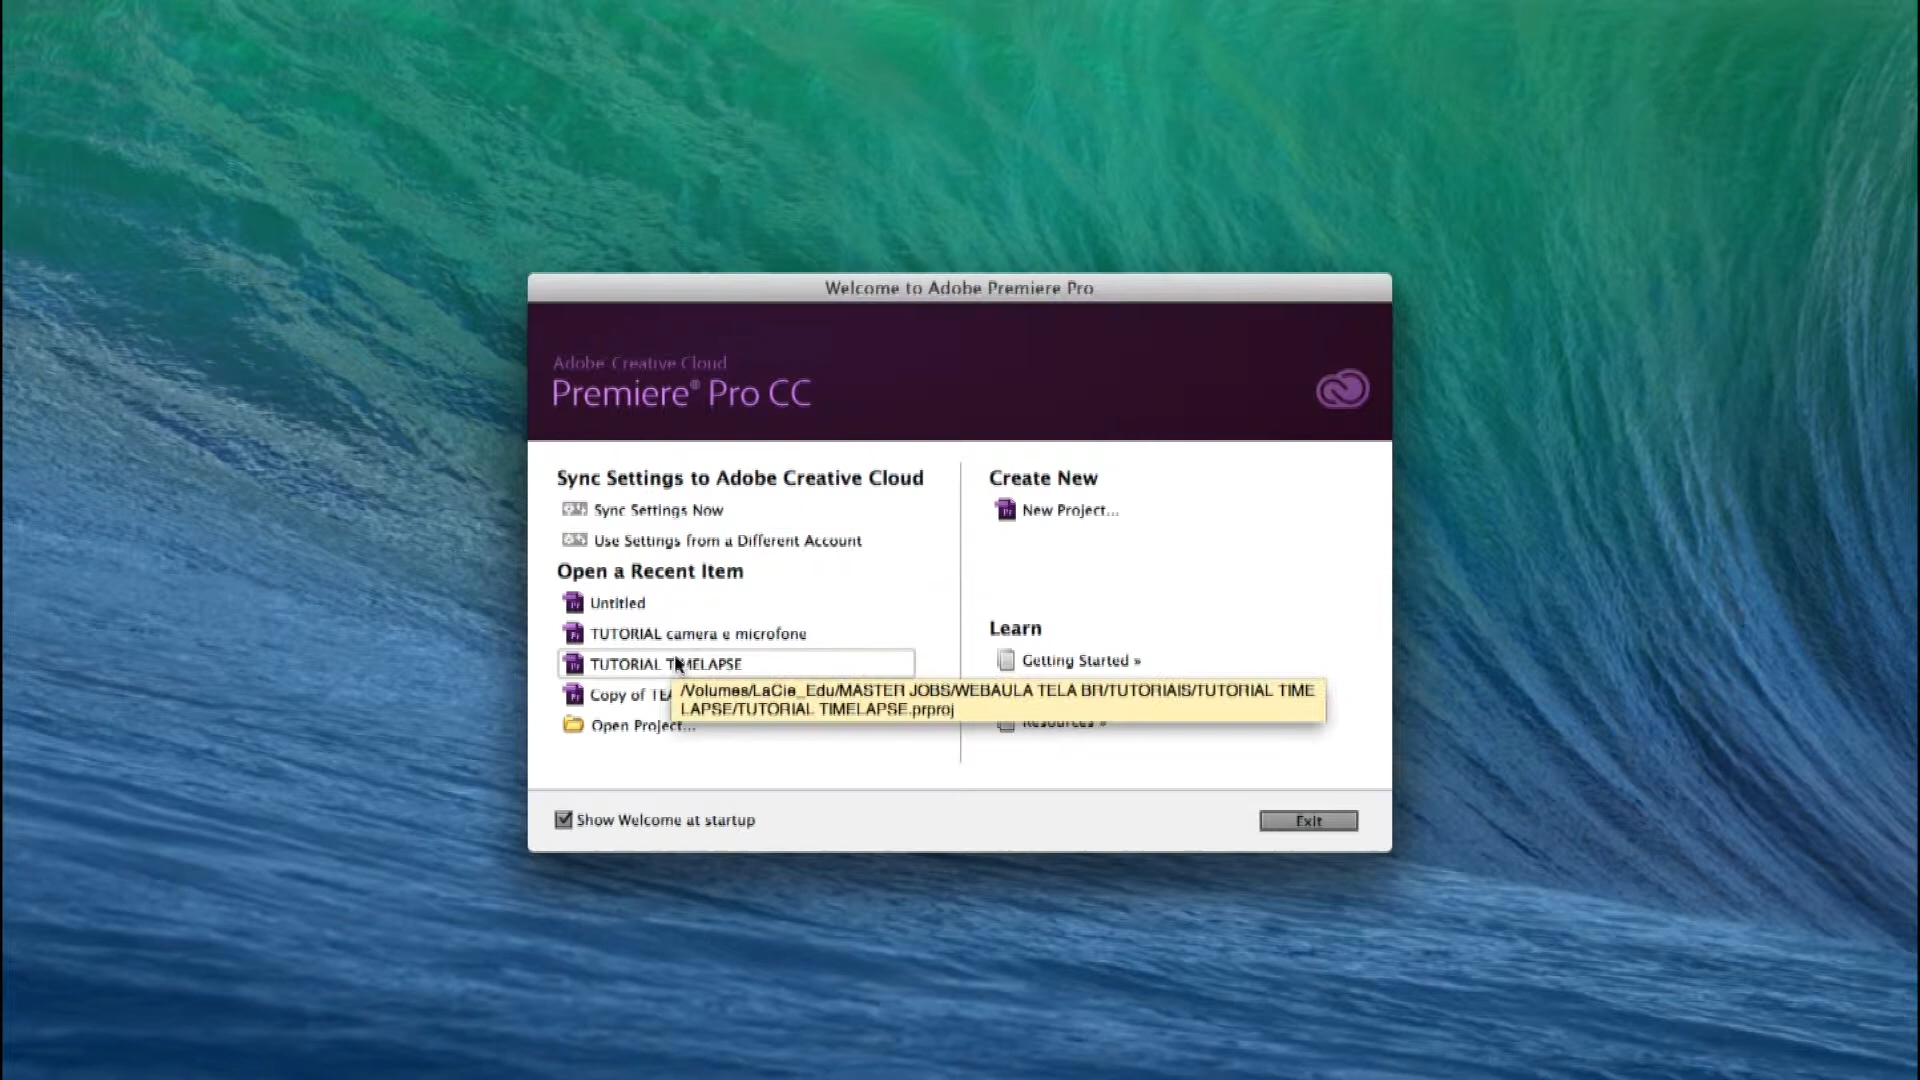 Welcome to Adobe Premiere Pro
Adobe Creative Cloud
Premiere® Pro CC
Sync Settings to Adobe Creative Cloud
Sync Settings Now
Use Settings from a Different Account
Open a Recent Item
Untitled
TUTORIAL camera e microfone
TUTORIAL TIMELAPSE
Copy of
Open Project...
Create New
New Project...
Learn
Getting Started »
/Volumes/LaCie_Edu/MASTER JOBS/WEBAULA TELA BR/TUTORIAIS/TUTORIAL TIME
LAPSE/TUTORIAL TIMELAPSE.prproj
Resources »
Show Welcome at startup
Exit